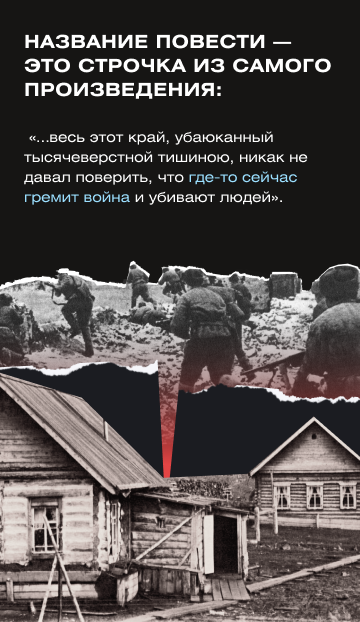 НАЗВАНИЕ ПОВЕСТИ —
ЭТО СТРОЧКА ИЗ САМОГО
ПРОИЗВЕДЕНИЯ:
«...весь этот край, убаюканный
тысячеверстной тишиною, никак не
давал поверить, что где-то сейчас
гремит война и убивают людей».